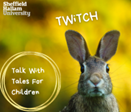 Sheffield
Hallam
University
TWiTCH
Talk With
Tales For
Children